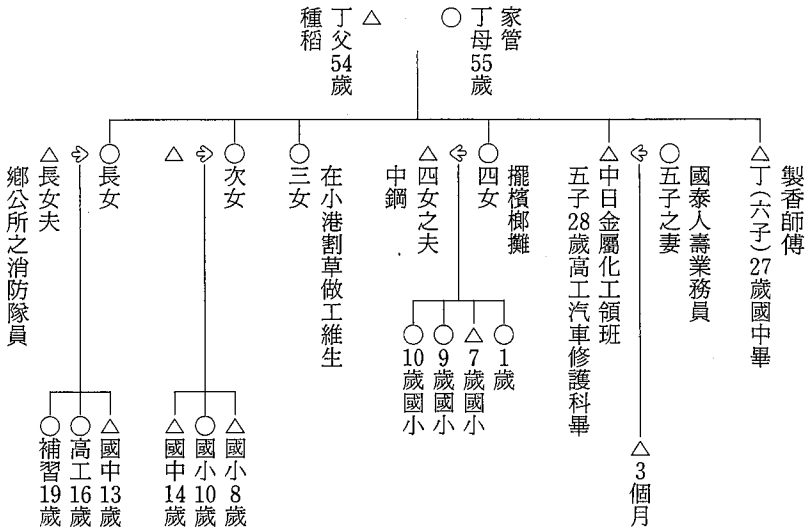 家管
丁母55歲
丁父54歲
種稻
製香師傅
丁(六子)27歲國中畢
國泰人壽業務員
五子之妻
中日金屬化工領班
五子28歲高工汽車修護科畢
擺檳榔攤
四女
四女之夫
中鋼
在小港割草做工維生
三女
次女
長女
長女夫
鄉公所之消防隊員
3個月
1歲
7歲國小
9歲國小
10歲國小
國小8歲
國小10歲
國中14歲
國中13歲
高工16歲
補習19歲